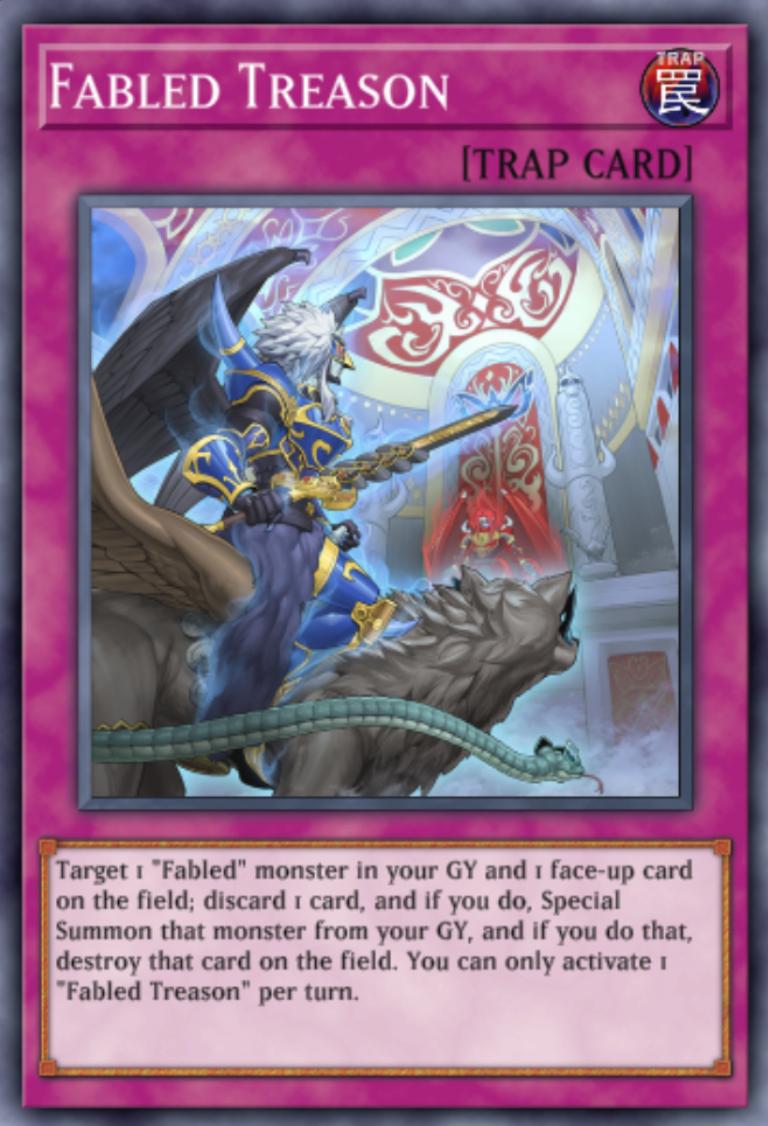 Fabled Treason
TRAP
罠
[TRAP CARD]
Target 1 "Fabled" monster in your GY and 1 face-up card
on the field; discard 1 card, and if you do, Special
Summon that monster from your GY, and if you do that,
destroy that card on the field. You can only activate 1
"Fabled Treason" per turn.